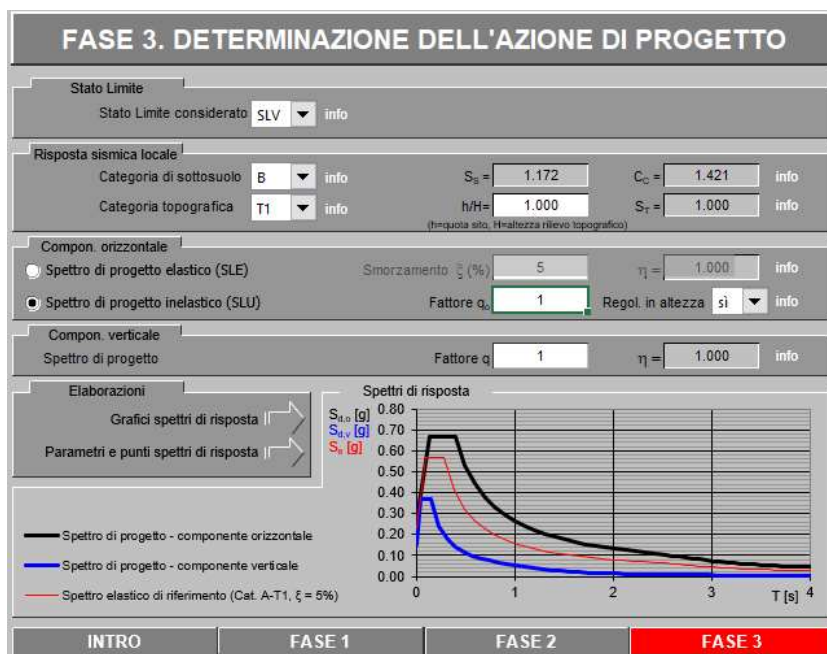 FASE 3. DETERMINAZIONE DELL'AZIONE DI PROGETTO
Stato Limite
Stato Limite considerato SLV info
Risposta sismica locale
Categoria di sottosuolo B info S_S = 1.172 C_C = 1.421 info
Categoria topografica T1 info h/H= 1.000 S_T = 1.000 info
(h=quota sito, H=altezza rilievo topografico)
Compon. orizzontale
Spettro di progetto elastico (SLE) Smorzamento ξ (%) 5 η = 1.000 info
Spettro di progetto inelastico (SLU) Fattore q_o 1 Regol. in altezza sì info
Compon. verticale
Spettro di progetto Fattore q 1 η = 1.000 info
Elaborazioni
Grafici spettri di risposta
Parametri e punti spettri di risposta
Spettri di risposta
S_d,o [g]
S_d,v [g]
S_e [g]
0.80
0.70
0.60
0.50
0.40
0.30
0.20
0.10
0.00
0 1 2 3 T [s] 4
Spettro di progetto - componente orizzontale
Spettro di progetto - componente verticale
Spettro elastico di riferimento (Cat. A-T1, ξ = 5%)
INTRO FASE 1 FASE 2 FASE 3